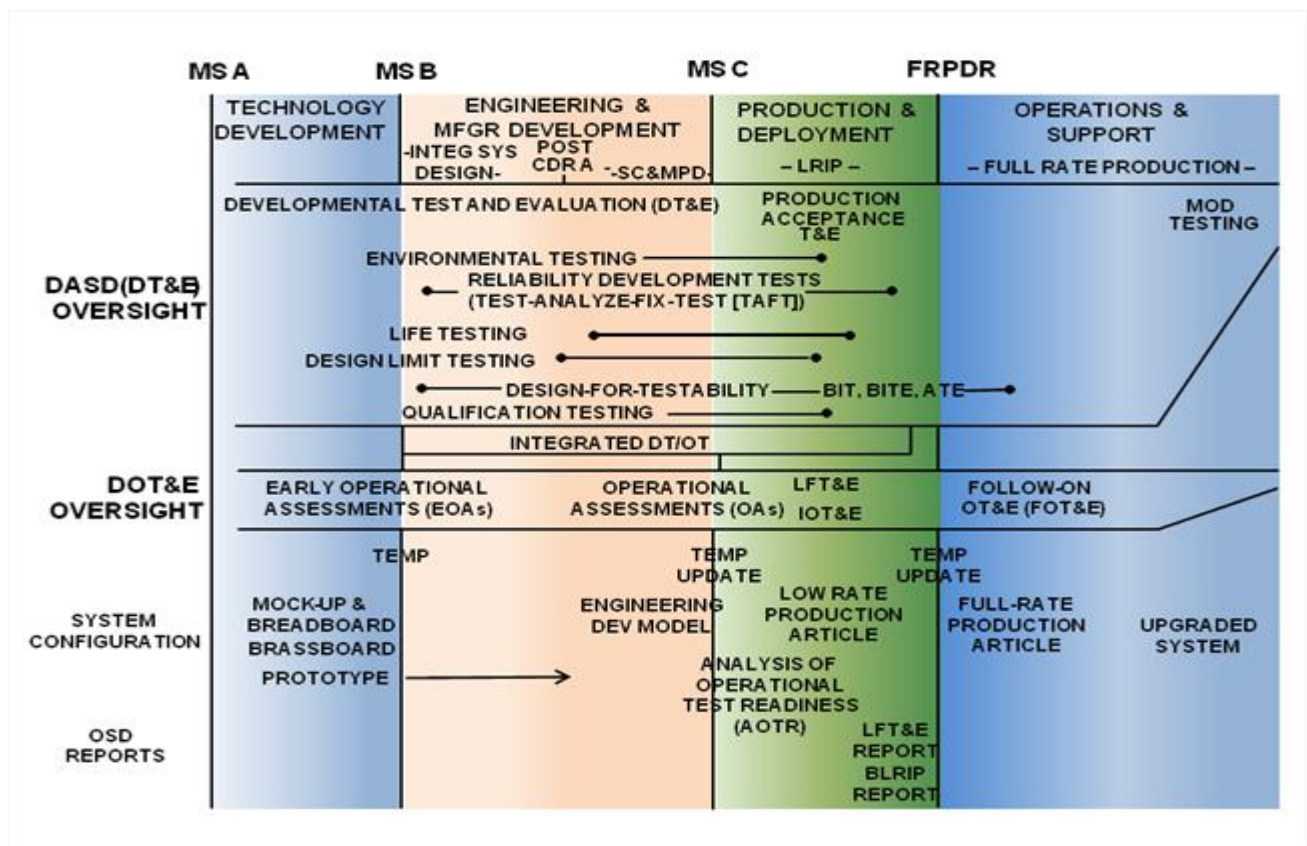 MS A
MS B
MS C
FRPDR
TECHNOLOGY
DEVELOPMENT
ENGINEERING &
MFGR DEVELOPMENT
-INTEG SYS
DESIGN-
POST
CDRA
-SC&MPD-
PRODUCTION &
DEPLOYMENT
– LRIP –
OPERATIONS &
SUPPORT
– FULL RATE PRODUCTION –
DASD(DT&E)
OVERSIGHT
DEVELOPMENTAL TEST AND EVALUATION (DT&E)
PRODUCTION
ACCEPTANCE
T&E
MOD
TESTING
ENVIRONMENTAL TESTING
RELIABILITY DEVELOPMENT TESTS
(TEST-ANALYZE-FIX-TEST [TAFT])
LIFE TESTING
DESIGN LIMIT TESTING
DESIGN-FOR-TESTABILITY
BIT, BITE, ATE
QUALIFICATION TESTING
INTEGRATED DT/OT
DOT&E
OVERSIGHT
EARLY OPERATIONAL
ASSESSMENTS (EOAs)
OPERATIONAL
ASSESSMENTS (OAs)
LFT&E
IOT&E
FOLLOW-ON
OT&E (FOT&E)
TEMP
TEMP
UPDATE
TEMP
UPDATE
SYSTEM
CONFIGURATION
MOCK-UP &
BREADBOARD
BRASSBOARD
PROTOTYPE
ENGINEERING
DEV MODEL
LOW RATE
PRODUCTION
ARTICLE
FULL-RATE
PRODUCTION
ARTICLE
UPGRADED
SYSTEM
OSD
REPORTS
ANALYSIS OF
OPERATIONAL
TEST READINESS
(AOTR)
LFT&E
REPORT
BLRIP
REPORT